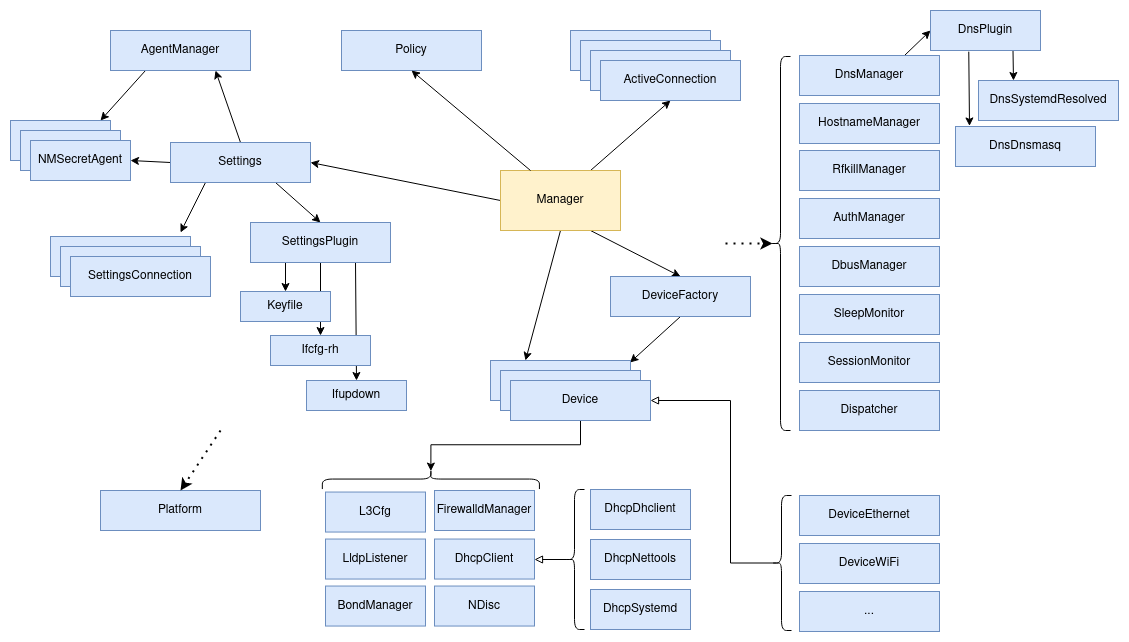 AgentManager
Policy
ActiveConnection
DnsPlugin
DnsManager
DnsSystemdResolved
HostnameManager
DnsDnsmasq
NMSecretAgent
Settings
RfkillManager
Manager
AuthManager
SettingsPlugin
DbusManager
SettingsConnection
DeviceFactory
Keyfile
SleepMonitor
Ifcfg-rh
SessionMonitor
Ifupdown
Device
Dispatcher
Platform
L3Cfg
FirewalldManager
DhcpDhclient
DeviceEthernet
LldpListener
DhcpClient
DhcpNettools
DeviceWiFi
BondManager
NDisc
DhcpSystemd
...